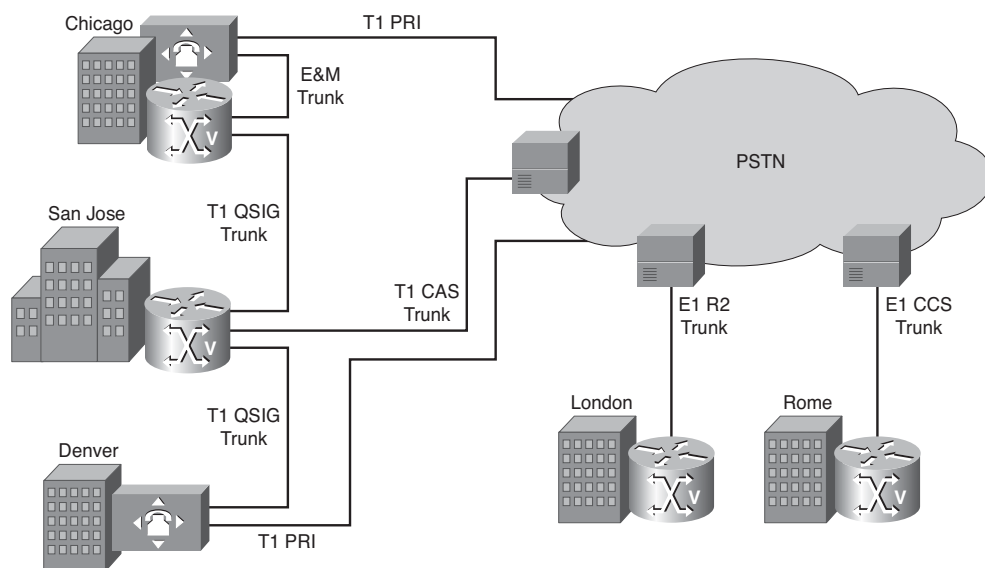 Chicago
T1 PRI
E&M
Trunk
V
PSTN
San Jose
T1 QSIG
Trunk
V
T1 CAS
Trunk
E1 R2
Trunk
E1 CCS
Trunk
T1 QSIG
Trunk
London
Rome
Denver
V
V
T1 PRI